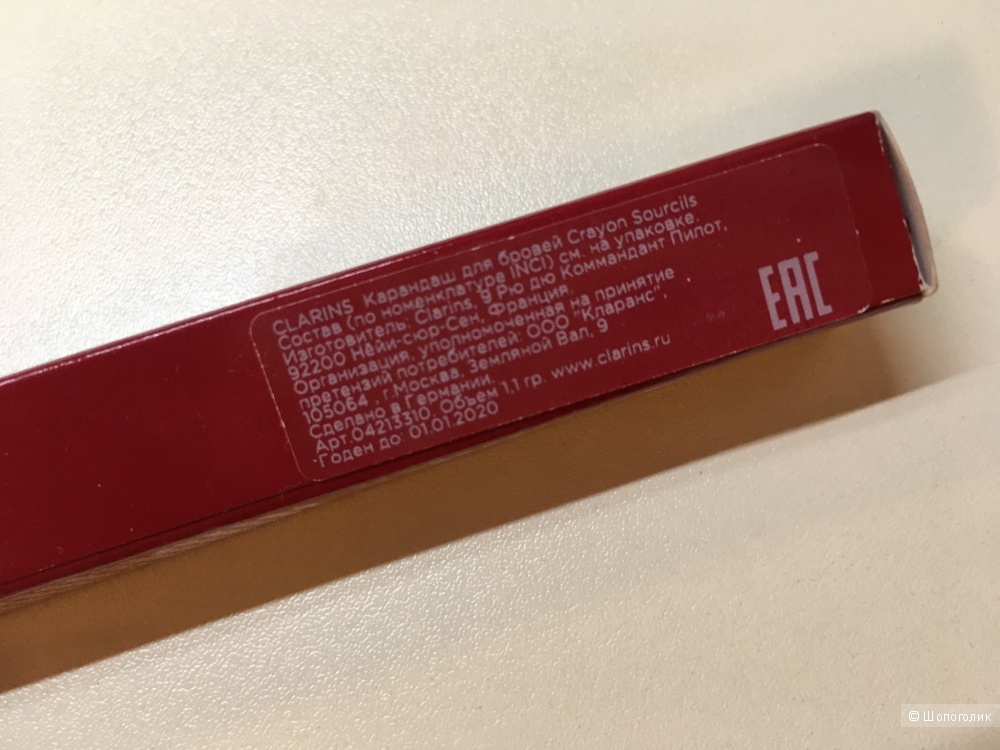 CLARINS Карандаш для бровей Crayon Sourcils
Состав (по номенклатуре INCI) см. на упаковке.
Изготовитель: Clarins, 9 Рю дю Коммандант Пилот,
92200 Нёйи-сюр-Сен, Франция.
Организация, уполномоченная на принятие
претензий потребителей: ООО "Кларанс",
105064 , г.Москва, Земляной Вал, 9
Сделано в Германии.
Арт.04213310, Объем 1,1 гр. www.clarins.ru
Годен до: 01.01.2020
EAC
© Шопоголик